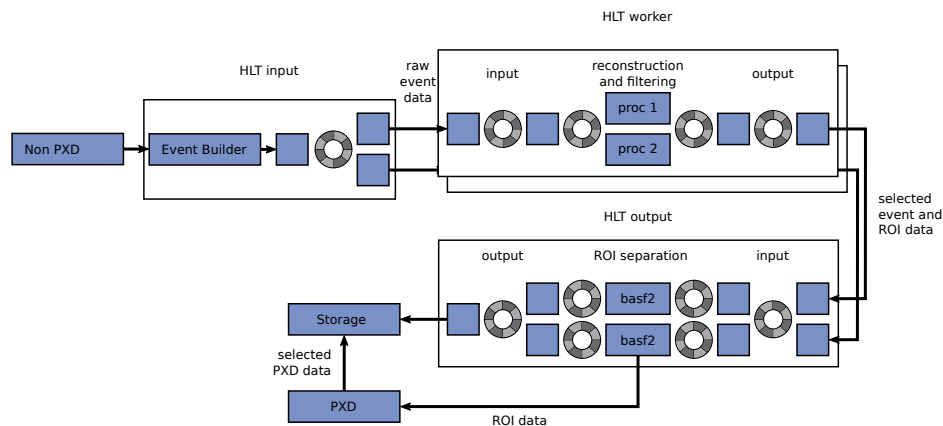 HLT worker
HLT input
raw
event
data
input
reconstruction
and filtering
output
proc 1
proc 2
Non PXD
Event Builder
selected
event and
ROI data
HLT output
output
ROI separation
input
basf2
basf2
Storage
selected
PXD data
PXD
ROI data